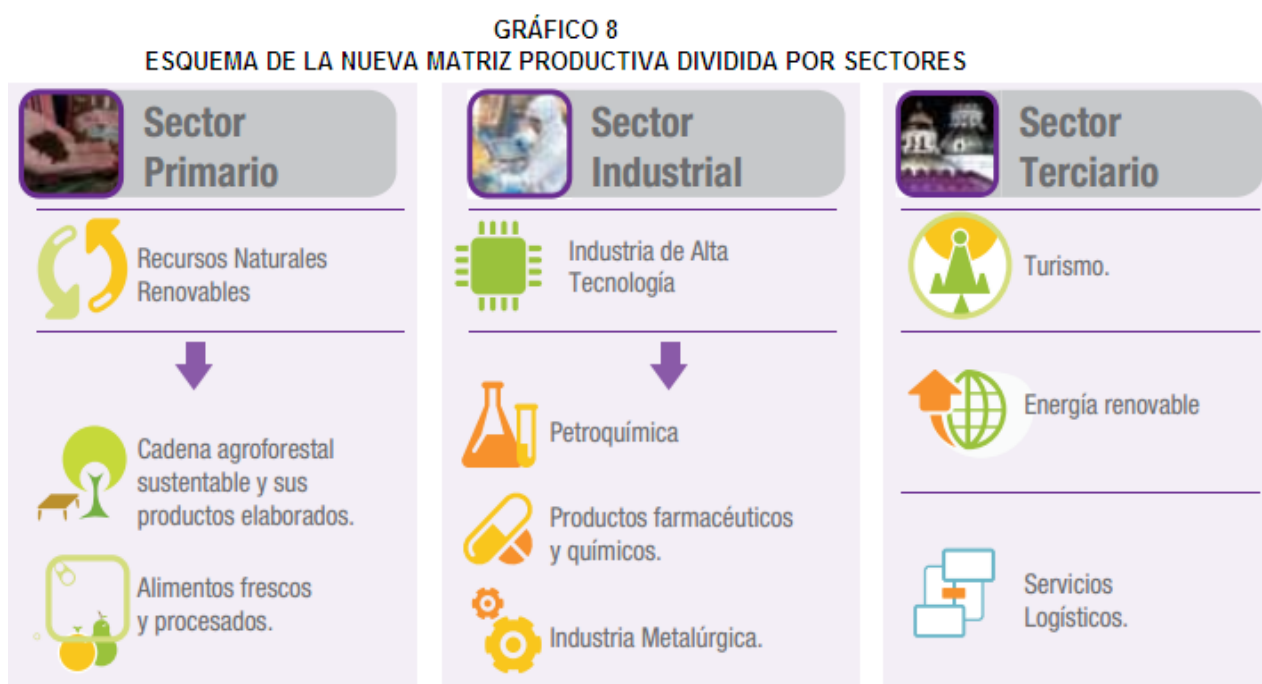 GRÁFICO 8
ESQUEMA DE LA NUEVA MATRIZ PRODUCTIVA DIVIDIDA POR SECTORES
Sector
Primario
Recursos Naturales
Renovables
Cadena agroforestal
sustentable y sus
productos elaborados.
Alimentos frescos
y procesados.
Sector
Industrial
Industria de Alta
Tecnología
Petroquímica
Productos farmacéuticos
y químicos.
Industria Metalúrgica.
Sector
Terciario
Turismo.
Energía renovable
Servicios
Logísticos.